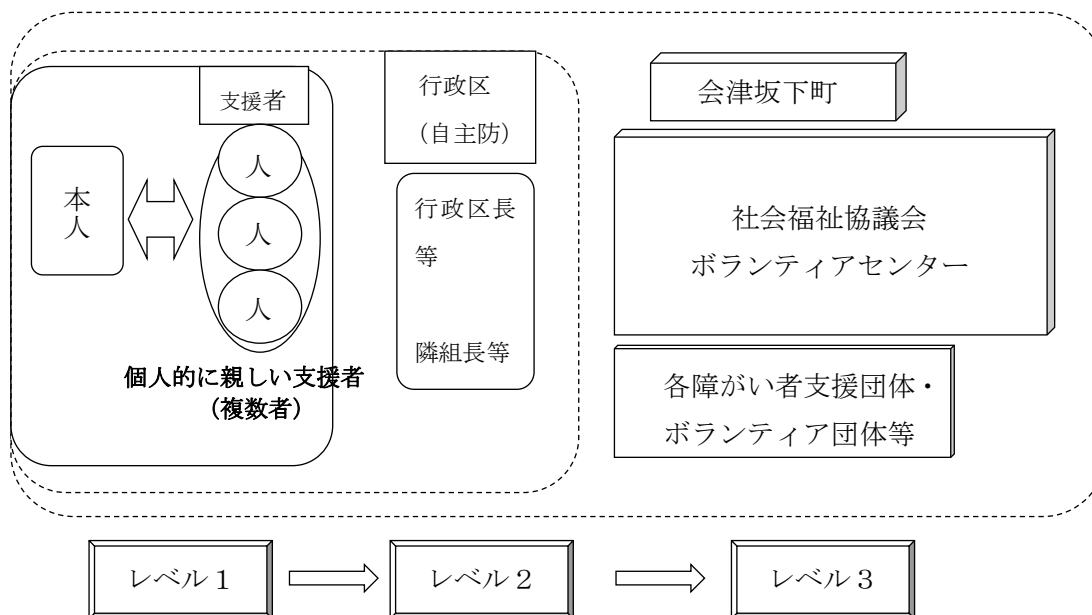 支援者
本人
人
人
人
個人的に親しい支援者
（複数者）
行政区
（自主防）
行政区長
等
隣組長等
会津坂下町
社会福祉協議会
ボランティアセンター
各障がい者支援団体・
ボランティア団体等
レベル１
レベル２
レベル３